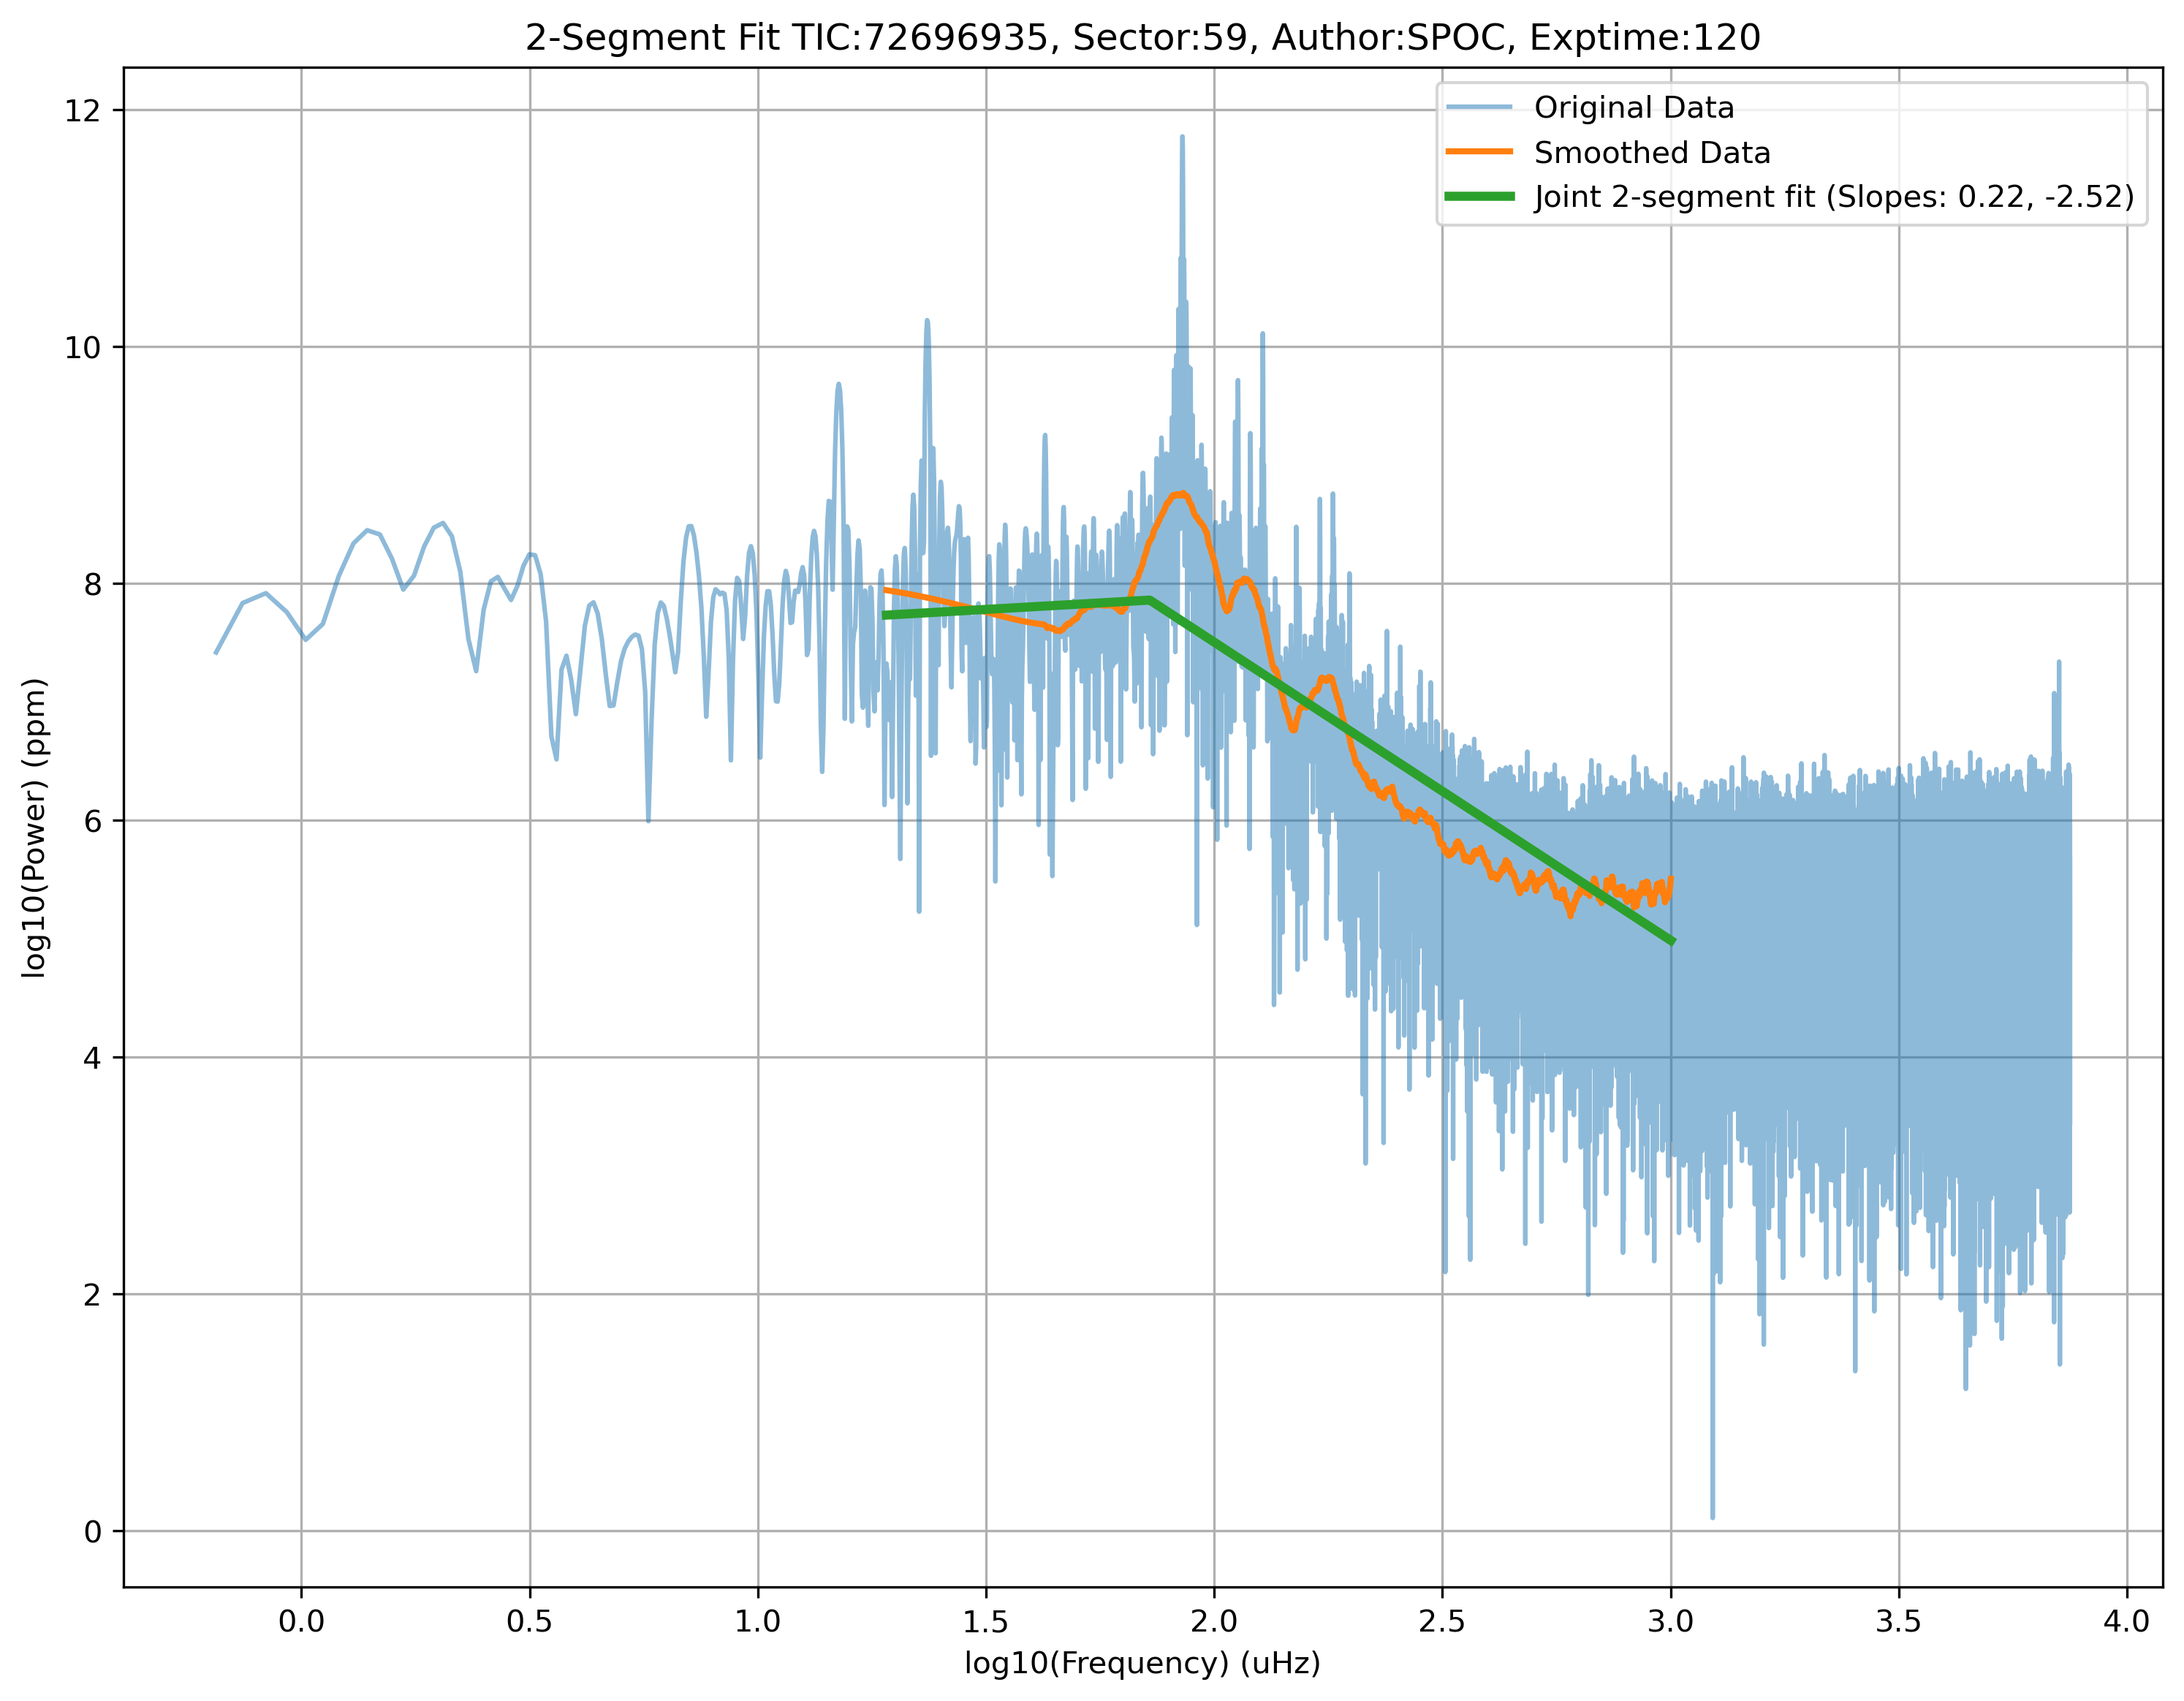 2-Segment Fit TIC:72696935, Sector:59, Author:SPOC, Exptime:120
Original Data
Smoothed Data
Joint 2-segment fit (Slopes: 0.22, -2.52)
log10(Power) (ppm)
12
10
8
6
4
2
0
0.0 0.5 1.0 1.5 2.0 2.5 3.0 3.5 4.0
log10(Frequency) (uHz)